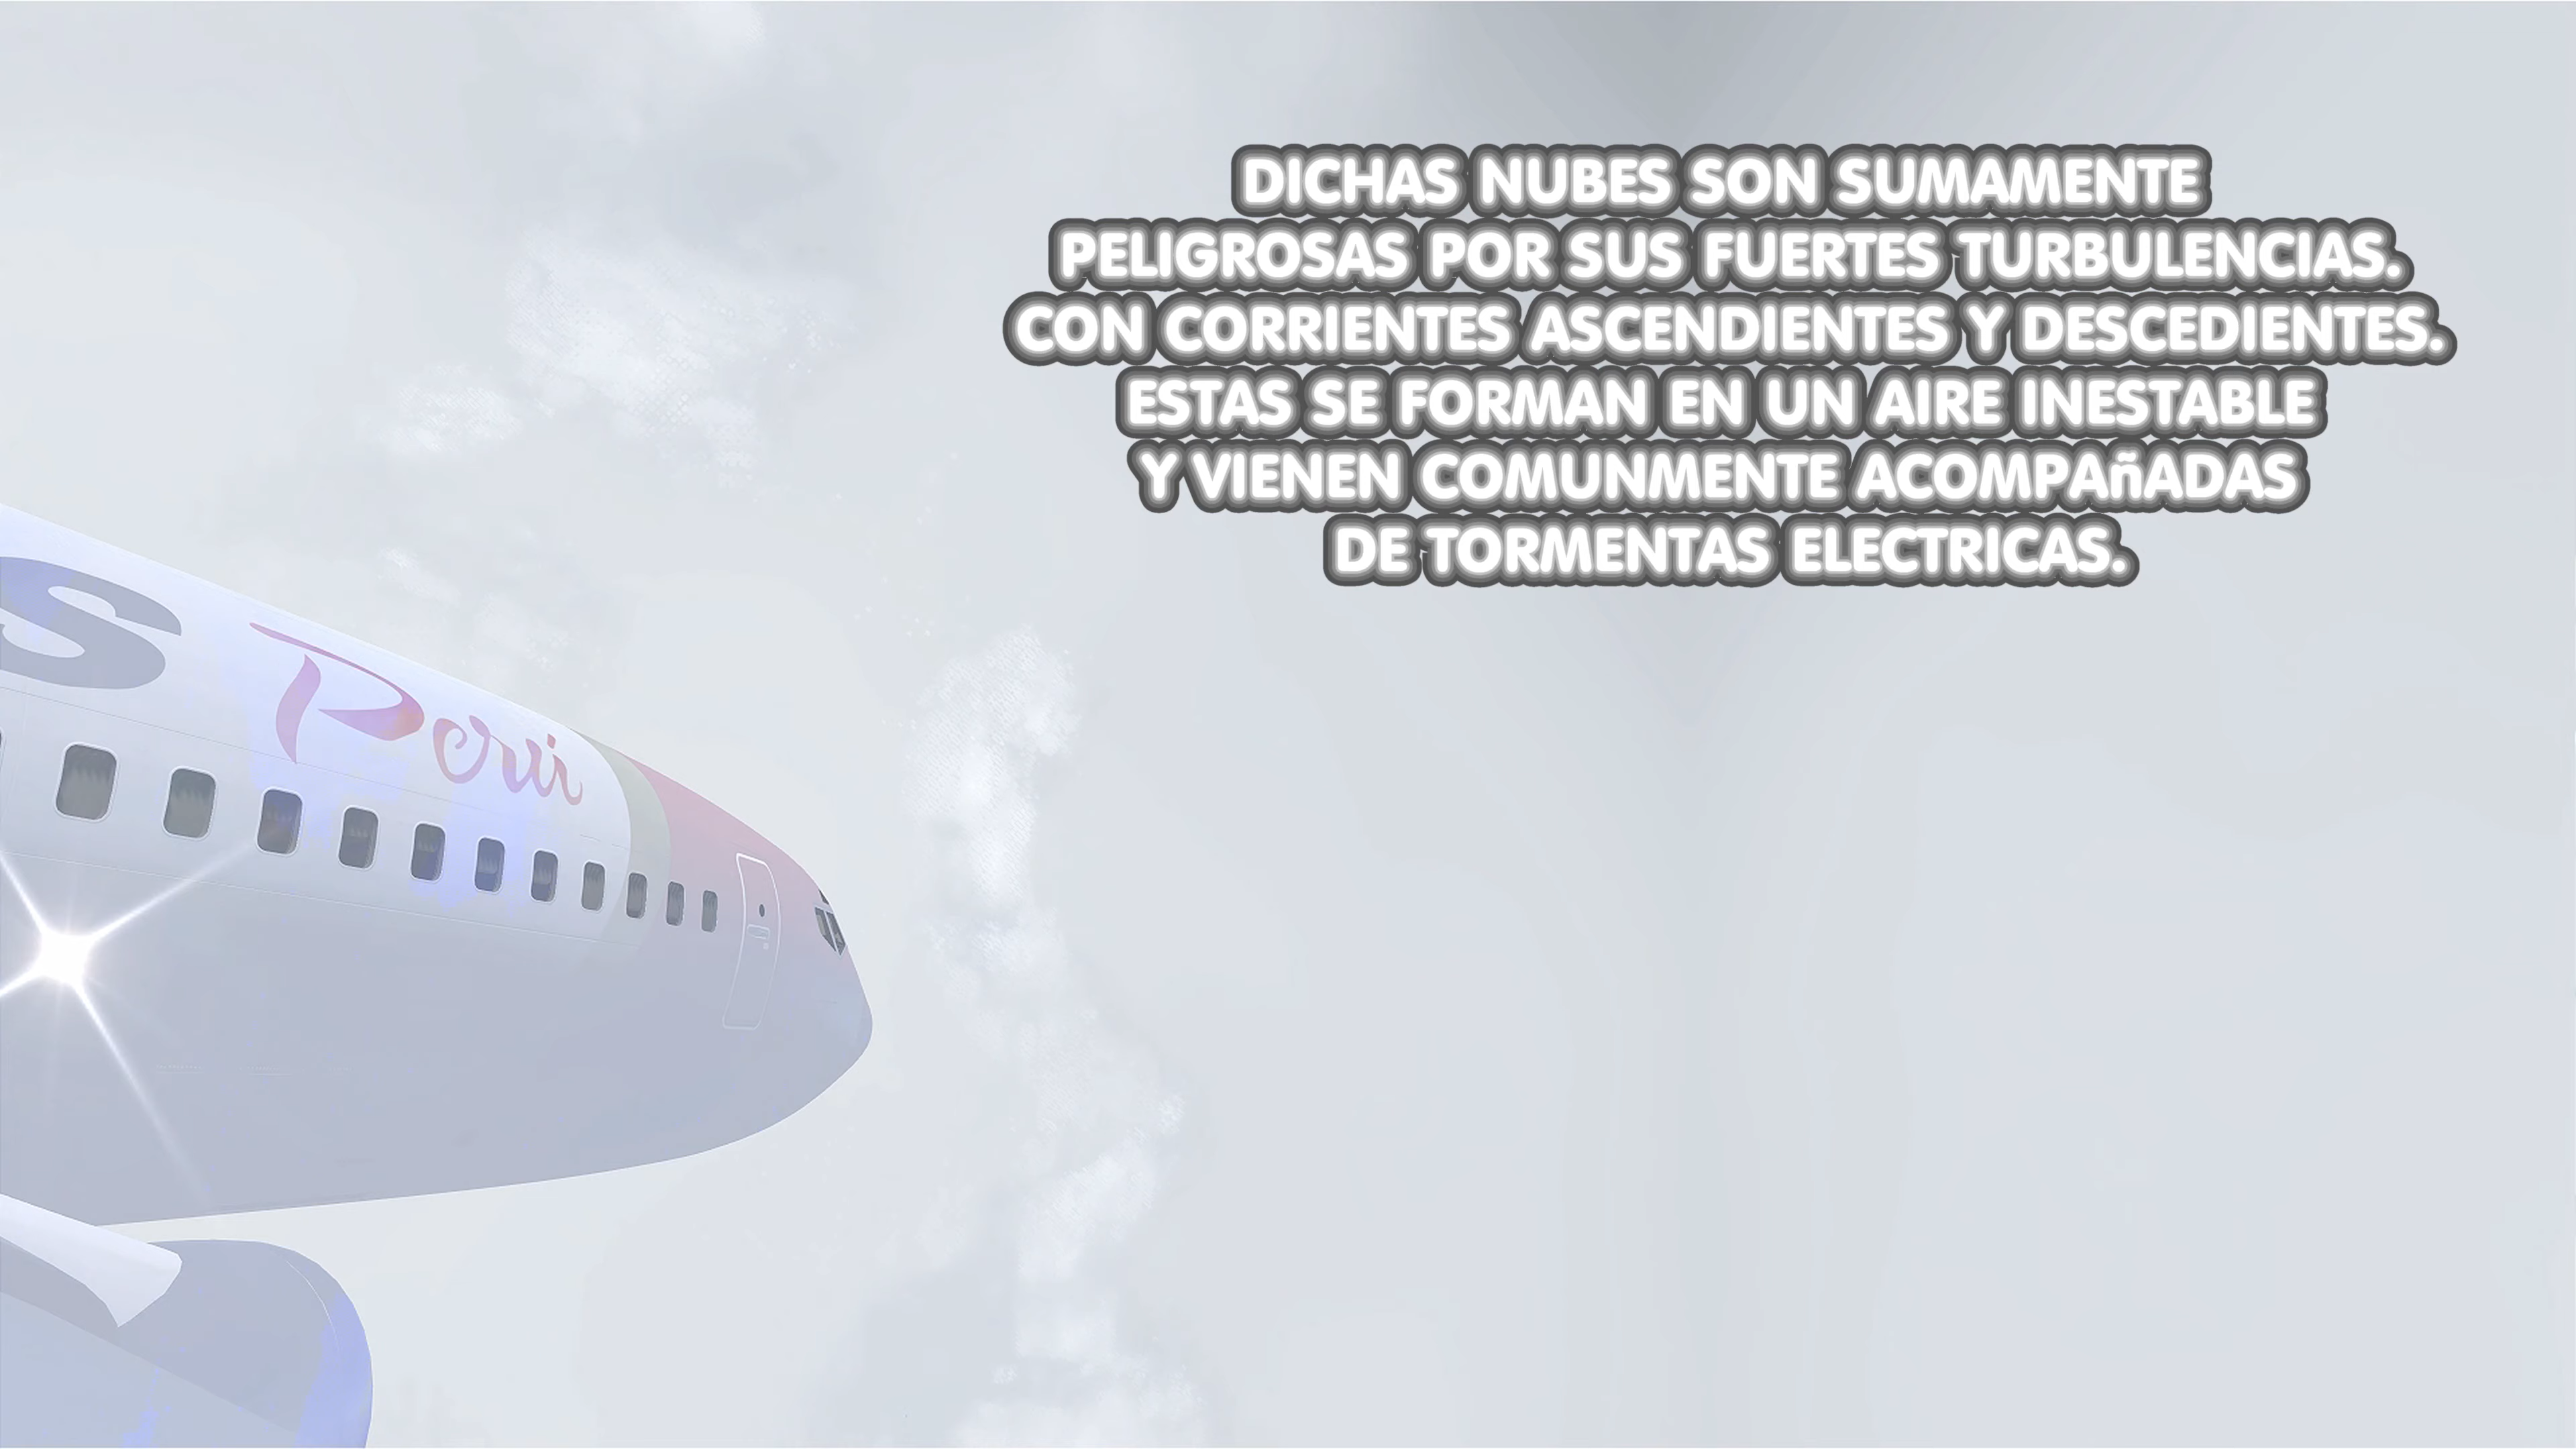 DICHAS NUBES SON SUMAMENTE
PELIGROSAS POR SUS FUERTES TURBULENCIAS.
CON CORRIENTES ASCENDIENTES Y DESCEDIENTES.
ESTAS SE FORMAN EN UN AIRE INESTABLE
Y VIENEN COMUNMENTE ACOMPAñADAS
DE TORMENTAS ELECTRICAS.
S Perú